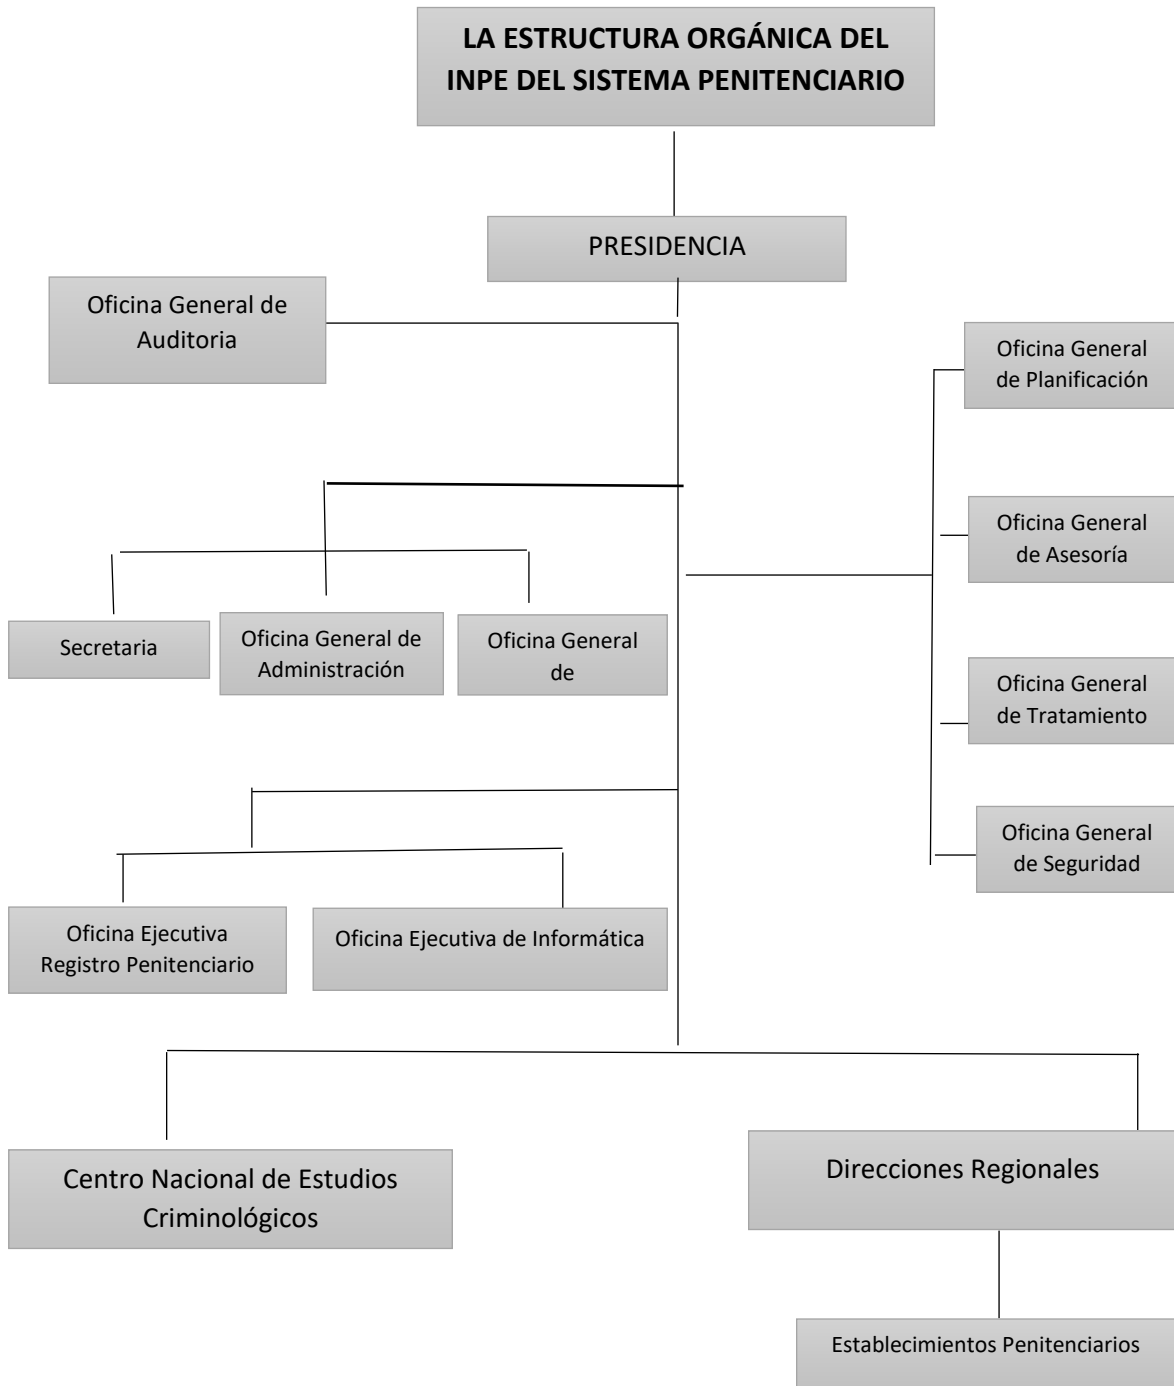 LA ESTRUCTURA ORGÁNICA DEL
INPE DEL SISTEMA PENITENCIARIO
PRESIDENCIA
Oficina General de
Auditoria
Oficina General
de Planificación
Oficina General
de Asesoría
Secretaria
Oficina General de
Administración
Oficina General
de
Oficina General
de Tratamiento
Oficina General
de Seguridad
Oficina Ejecutiva
Registro Penitenciario
Oficina Ejecutiva de Informática
Centro Nacional de Estudios
Criminológicos
Direcciones Regionales
Establecimientos Penitenciarios